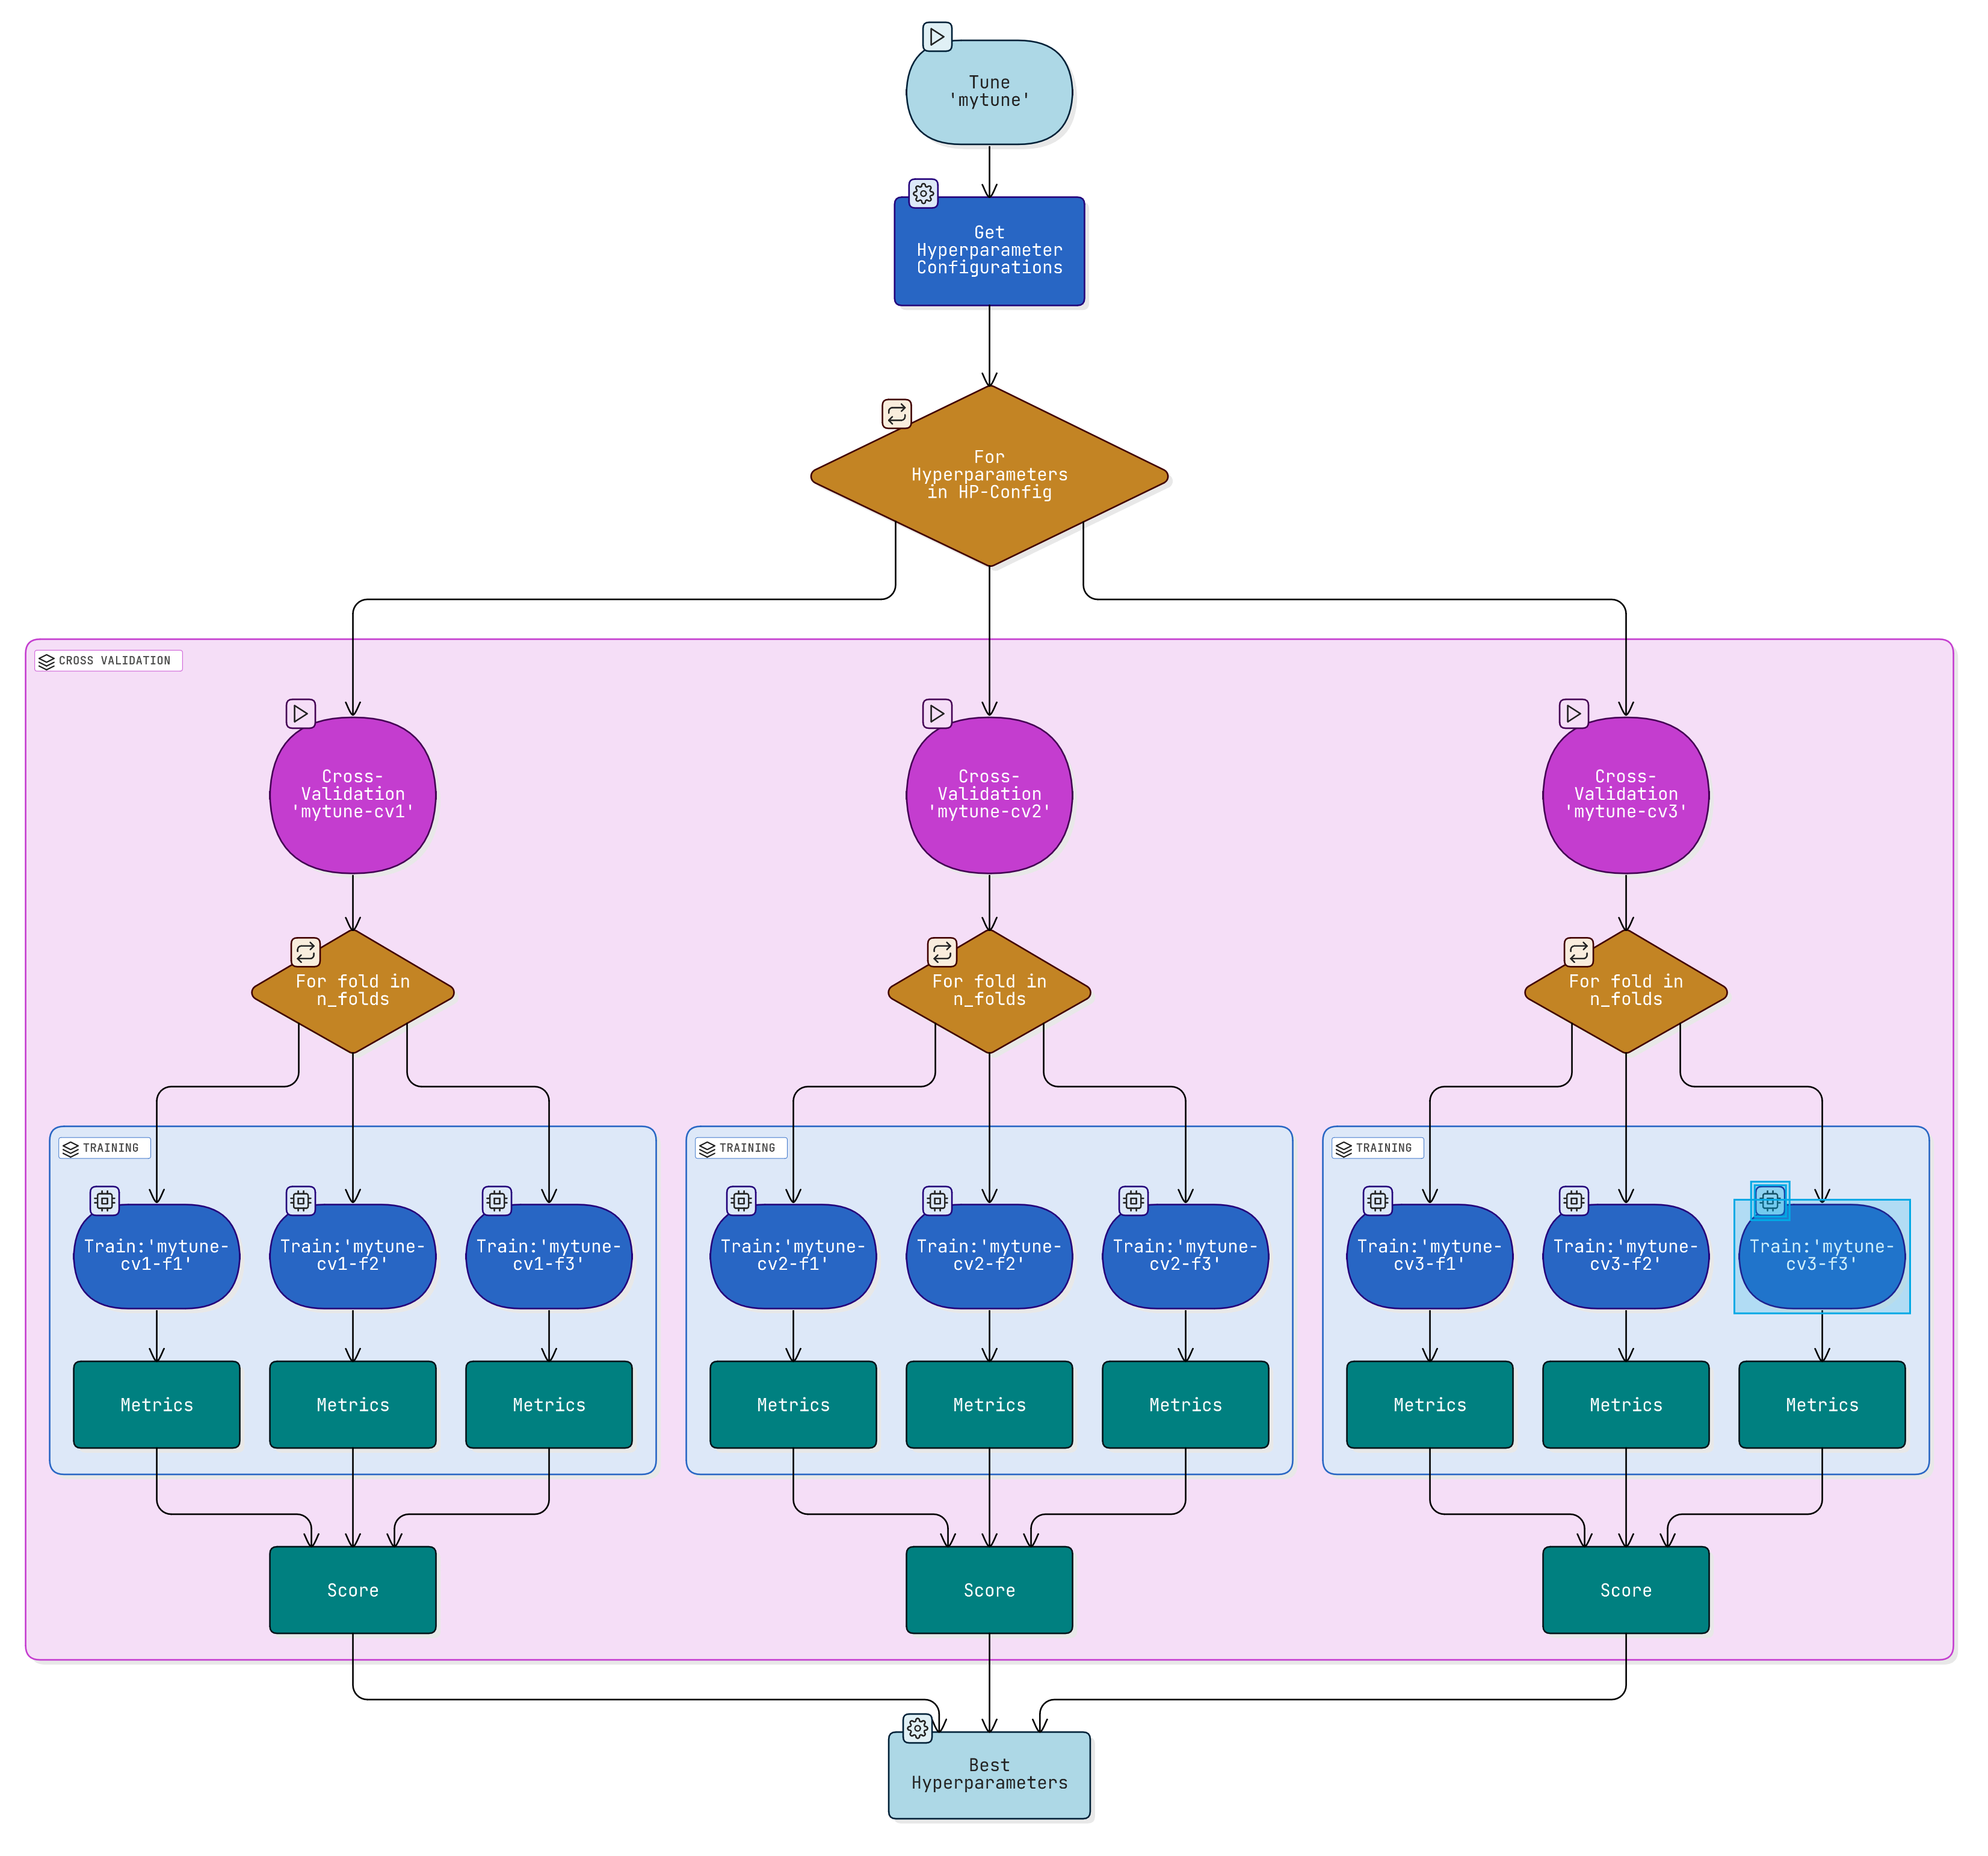 Tune
'mytune'
Get
Hyperparameter
Configurations
For
Hyperparameters
in HP-Config
CROSS VALIDATION
Cross-
Validation
'mytune-cv1'
Cross-
Validation
'mytune-cv2'
Cross-
Validation
'mytune-cv3'
For fold in
n_folds
For fold in
n_folds
For fold in
n_folds
TRAINING
TRAINING
TRAINING
Train:'mytune-
cv1-f1'
Train:'mytune-
cv1-f2'
Train:'mytune-
cv1-f3'
Train:'mytune-
cv2-f1'
Train:'mytune-
cv2-f2'
Train:'mytune-
cv2-f3'
Train:'mytune-
cv3-f1'
Train:'mytune-
cv3-f2'
Train:'mytune-
cv3-f3'
Metrics
Metrics
Metrics
Metrics
Metrics
Metrics
Metrics
Metrics
Metrics
Score
Score
Score
Best
Hyperparameters